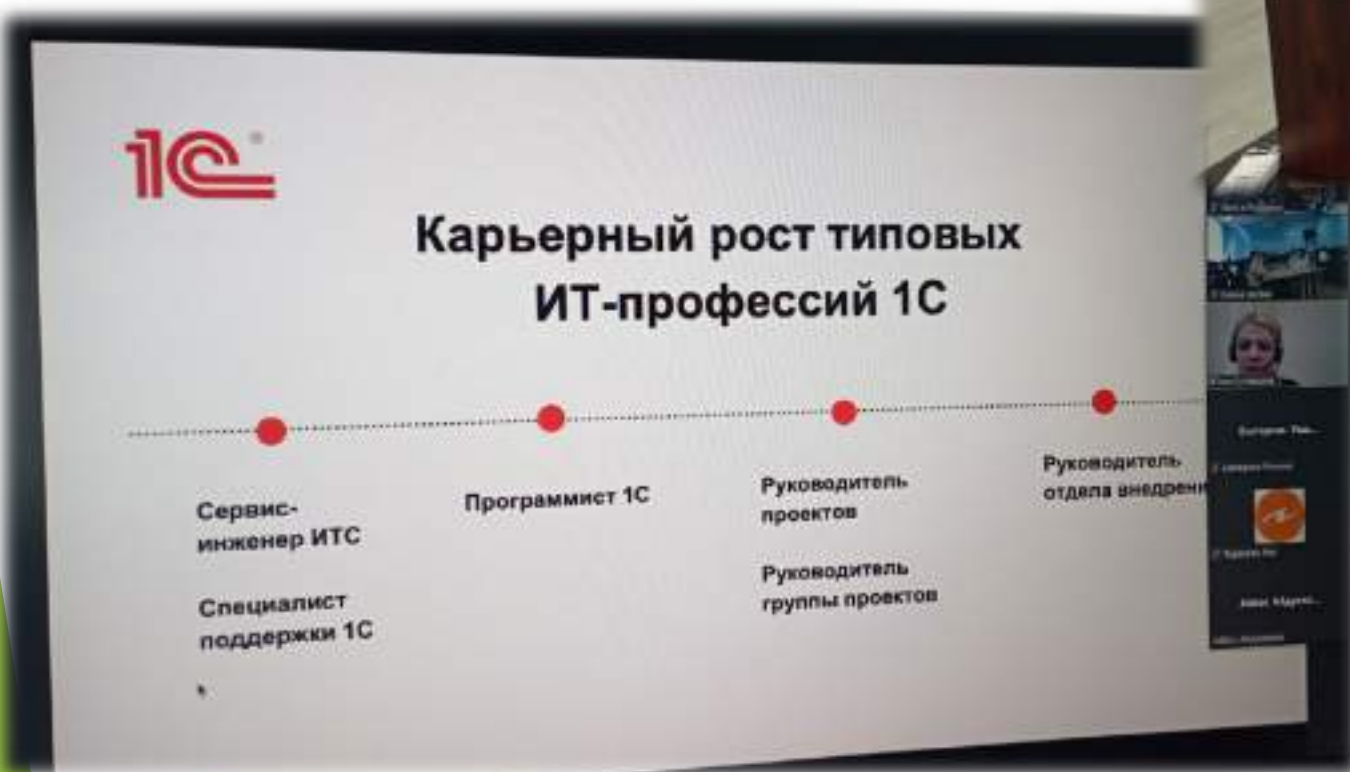 1С
Карьерный рост типовых
ИТ-профессий 1С
Сервис-
инженер ИТС
Специалист
поддержки 1С
Программист 1С
Руководитель
проектов
Руководитель
группы проектов
Руководитель
отдела внедрени